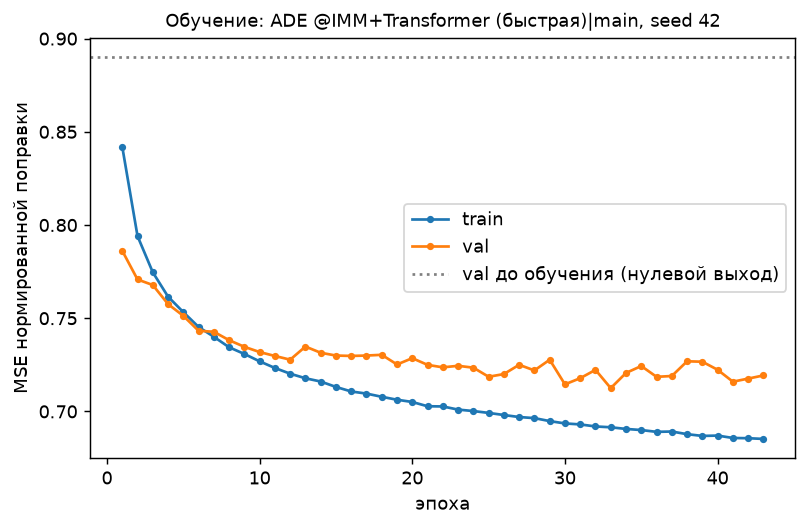 Обучение: ADE @IMM+Transformer (быстрая)|main, seed 42
MSE нормированной поправки
0.90
0.85
0.80
0.75
0.70
train
val
val до обучения (нулевой выход)
0
10
20
30
40
эпоха